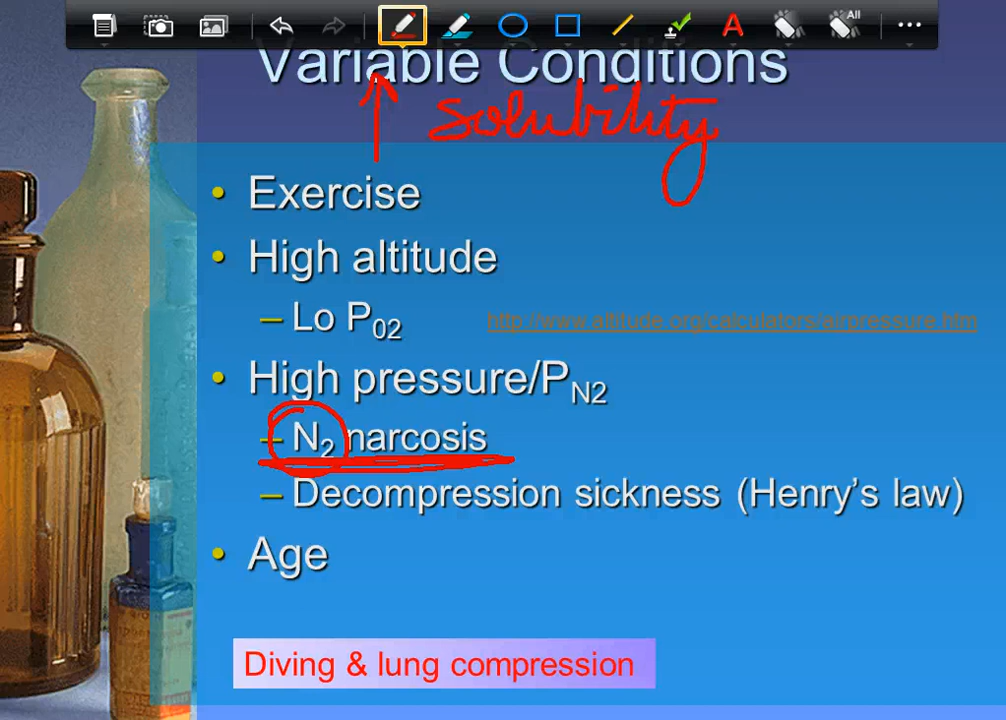 All
A
Variable Conditions
solubility
• Exercise
• High altitude
– Lo P02
http://www.altitude.org/calculators/airpressure.htm
• High pressure/PN2
– N2 narcosis
– Decompression sickness (Henry's law)
• Age
Diving & lung compression